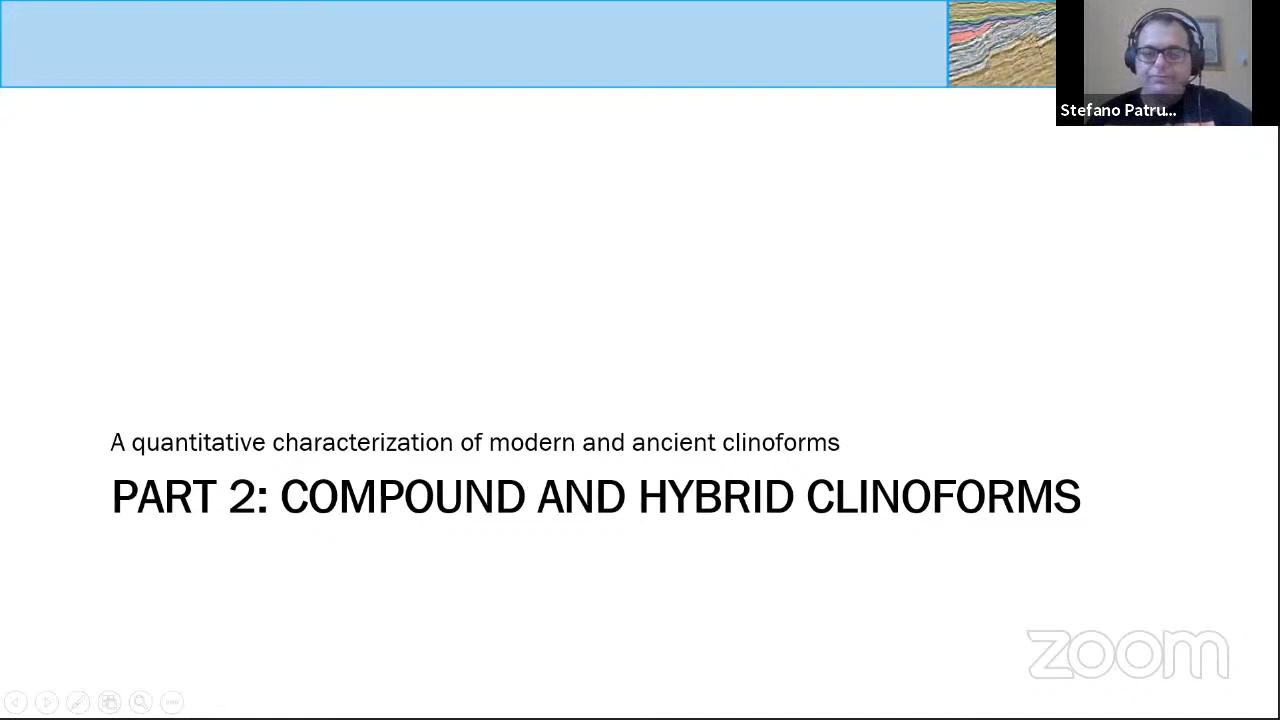 Stefano Patru...
A quantitative characterization of modern and ancient clinoforms
PART 2: COMPOUND AND HYBRID CLINOFORMS
zoom